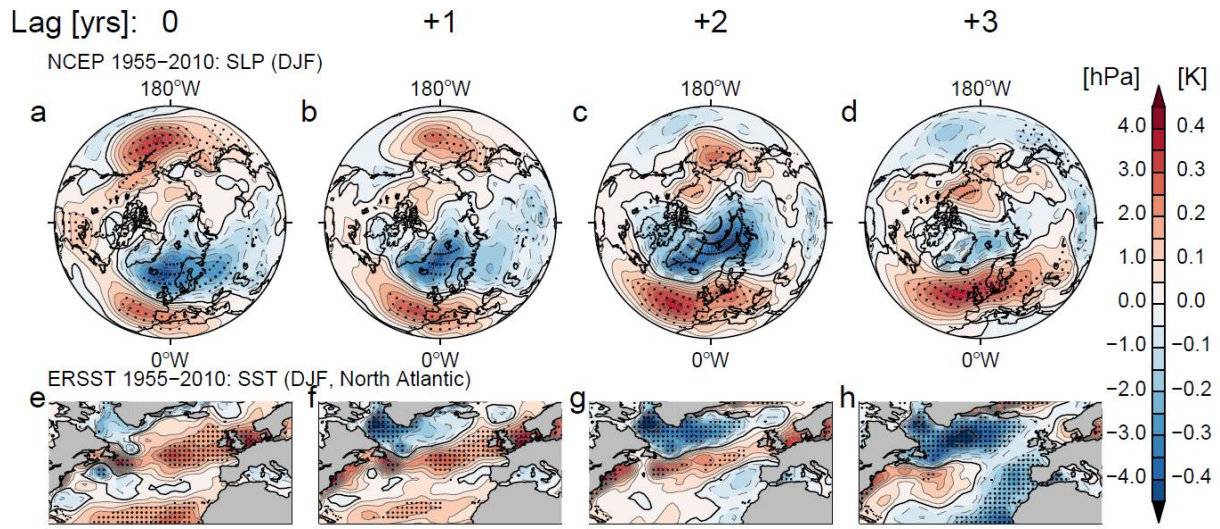 Lag [yrs]: 0 +1 +2 +3
NCEP 1955−2010: SLP (DJF)
[hPa] [K]
180°W 180°W 180°W 180°W
a b c d
4.0 0.4
3.0 0.3
2.0 0.2
1.0 0.1
0.0 0.0
−1.0 −0.1
−2.0 −0.2
−3.0 −0.3
−4.0 −0.4
0°W 0°W 0°W 0°W
ERSST 1955−2010: SST (DJF, North Atlantic)
e f g h